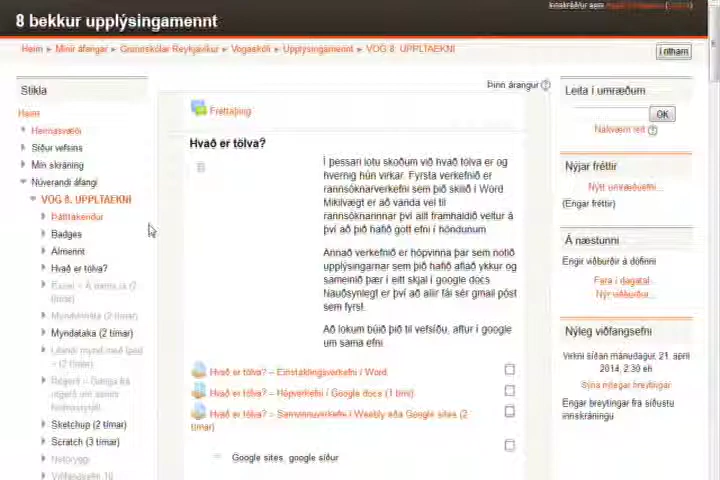 8 bekkur upplýsingamennt
Heim ► Mínir áfangar ► Grunnskólar Reykjavíkur ► Vogaskóli ► Upplýsingamennt ► VOG 8. UPPLTAEKNI
Í ritham
Stikla
Heim
Heimasvæði
Síður vefsins
Mín skráning
Núverandi áfangi
VOG 8. UPPLTAEKNI
Þátttakendur
Badges
Almennt
Hvað er tölva?
Myndataka (2 tímar)
Sketchup (2 tímar)
Scratch (3 tímar)
Þinn árangur
Fréttaþing
Hvað er tölva?
Í þessari lotu skoðum við hvað tölva er og
hvernig hún virkar. Fyrsta verkefnið er
rannsóknarverkefni sem þið skilið í Word
Mikilvægt er að vanda vel til
rannsóknarinnar því allt framhaldið veltur á
því að þið hafið gott efni í höndunum
Annað verkefnið er hópvinna þar sem notið
upplýsingarnar sem þið hafið aflað ykkur og
sameinið þær í eitt skjal í google docs
Nauðsynlegt er því að allir fái sér gmail póst
sem fyrst.
Að lokum búið þið til vefsíðu, aftur í google
um sama efni.
Hvað er tölva? – Einstaklingsverkefni í Word
Hvað er tölva? – Hópverkefni í Google docs (1 tími)
Hvað er tölva? – Samvinnuverkefni í Weebly eða Google sites (2
tímar)
Google sites, google síður
Leita í umræðum
OK
Nákvæm leit
Nýjar fréttir
Nýtt umræðuefni...
(Engar fréttir)
Á næstunni
Engir viðburðir á döfinni
Fara í dagatal...
Nýr viðburður...
Nýleg viðfangsefni
Virkni síðan mánudagur, 21. apríl
2014, 2:30 eh
Sýna nýlegar breytingar
Engar breytingar frá síðustu
innskráningu